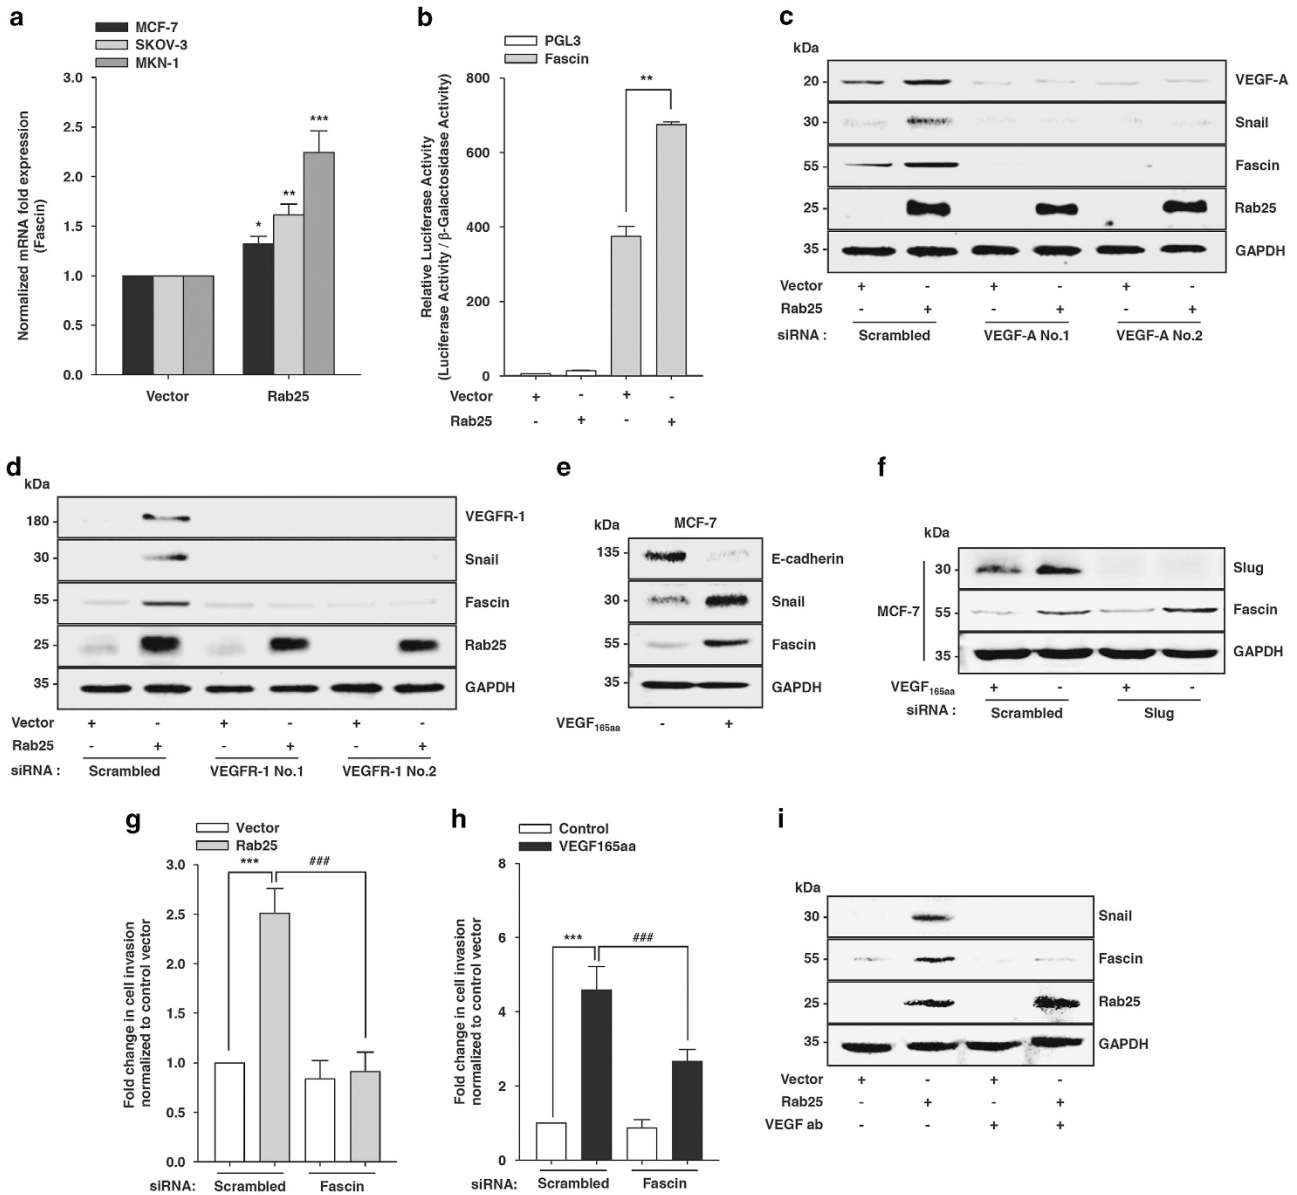 a
MCF-7
SKOV-3
MKN-1
Normalized mRNA fold expression
(Fascin)
3.0
2.5
2.0
1.5
1.0
0.5
0.0
* ** ***
Vector Rab25
b
PGL3
Fascin
Relative Luciferase Activity
(Luciferase Activity / β-Galactosidase Activity)
800
600
400
200
0
**
Vector + - + -
Rab25 - + - +
c
kDa
20 VEGF-A
30 Snail
55 Fascin
25 Rab25
35 GAPDH
Vector + - + - + -
Rab25 - + - + - +
siRNA : Scrambled VEGF-A No.1 VEGF-A No.2
d
kDa
180 VEGFR-1
30 Snail
55 Fascin
25 Rab25
35 GAPDH
Vector + - + - + -
Rab25 - + - + - +
siRNA : Scrambled VEGFR-1 No.1 VEGFR-1 No.2
e
kDa MCF-7
135 E-cadherin
30 Snail
55 Fascin
35 GAPDH
VEGF165aa - +
f
kDa
MCF-7
30 Slug
55 Fascin
35 GAPDH
VEGF165aa + - + -
siRNA : Scrambled Slug
g
Vector
Rab25
Fold change in cell invasion
normalized to control vector
3.0
2.5
2.0
1.5
1.0
0.5
0.0
*** ###
siRNA: Scrambled Fascin
h
Control
VEGF165aa
Fold change in cell invasion
normalized to control vector
8
6
4
2
0
*** ###
siRNA: Scrambled Fascin
i
kDa
30 Snail
55 Fascin
25 Rab25
35 GAPDH
Vector + - + -
Rab25 - + - +
VEGF ab - - + +